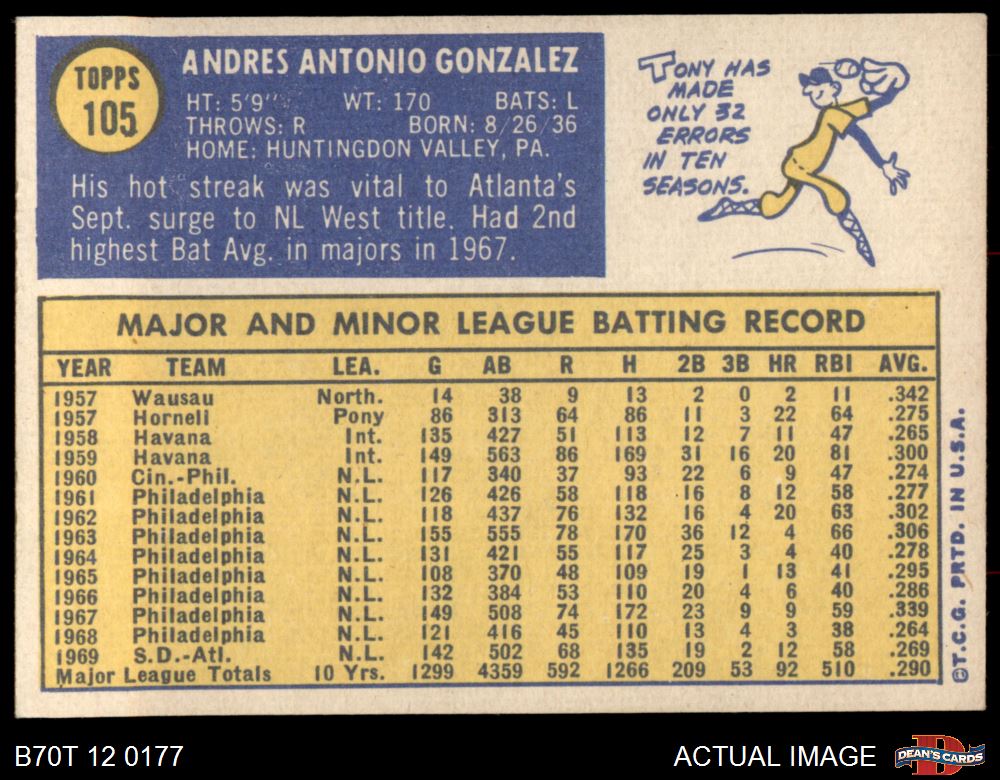 TOPPS
105
ANDRES ANTONIO GONZALEZ
HT: 5'9" WT: 170 BATS: L
THROWS: R BORN: 8/26/36
HOME: HUNTINGDON VALLEY, PA.
His hot streak was vital to Atlanta's
Sept. surge to NL West title. Had 2nd
highest Bat Avg. in majors in 1967.
TONY HAS
MADE
ONLY 32
ERRORS
IN TEN
SEASONS.
MAJOR AND MINOR LEAGUE BATTING RECORD
YEAR TEAM LEA. G AB R H 2B 3B HR RBI AVG.
1957 Wausau North. 14 38 9 13 2 0 2 11 .342
1957 Hornell Pony 86 313 64 86 11 3 22 64 .275
1958 Havana Int. 135 427 51 113 12 7 11 47 .265
1959 Havana Int. 149 563 86 169 31 16 20 81 .300
1960 Cin.-Phil. N.L. 117 340 37 93 22 6 9 47 .274
1961 Philadelphia N.L. 126 426 58 118 16 8 12 58 .277
1962 Philadelphia N.L. 118 437 76 132 16 4 20 63 .302
1963 Philadelphia N.L. 155 555 78 170 36 12 4 66 .306
1964 Philadelphia N.L. 131 421 55 117 25 3 4 40 .278
1965 Philadelphia N.L. 108 370 48 109 19 1 13 41 .295
1966 Philadelphia N.L. 132 384 53 110 20 4 6 40 .286
1967 Philadelphia N.L. 149 508 74 172 23 9 9 59 .339
1968 Philadelphia N.L. 121 416 45 110 13 4 3 38 .264
1969 S.D.-Atl. N.L. 142 502 68 135 19 2 12 58 .269
Major League Totals 10 Yrs. 1299 4359 592 1266 209 53 92 510 .290
©T.C.G. PRTD. IN U.S.A.
B70T 12 0177
ACTUAL IMAGE
D
DEAN'S CARDS